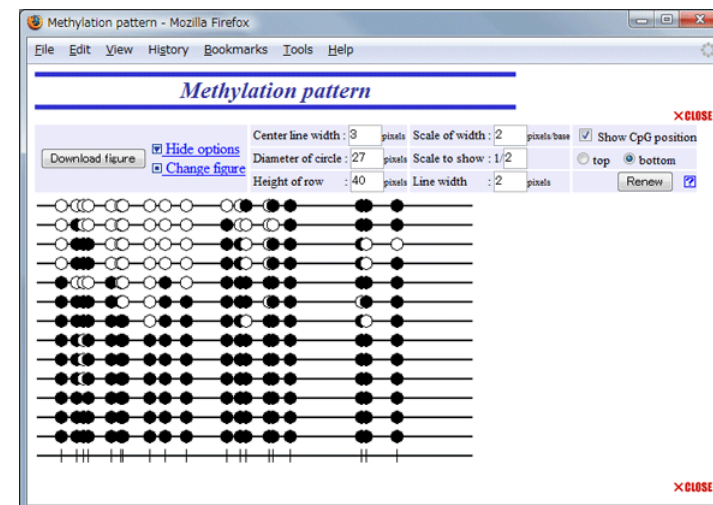 Methylation pattern - Mozilla Firefox
File Edit View History Bookmarks Tools Help
Methylation pattern
×CLOSE
Download figure
Hide options
Change figure
Center line width : 3 pixels Scale of width : 2 pixels/base Show CpG position
Diameter of circle : 27 pixels Scale to show : 1/2 top bottom
Height of row : 40 pixels Line width : 2 pixels Renew ?
×CLOSE